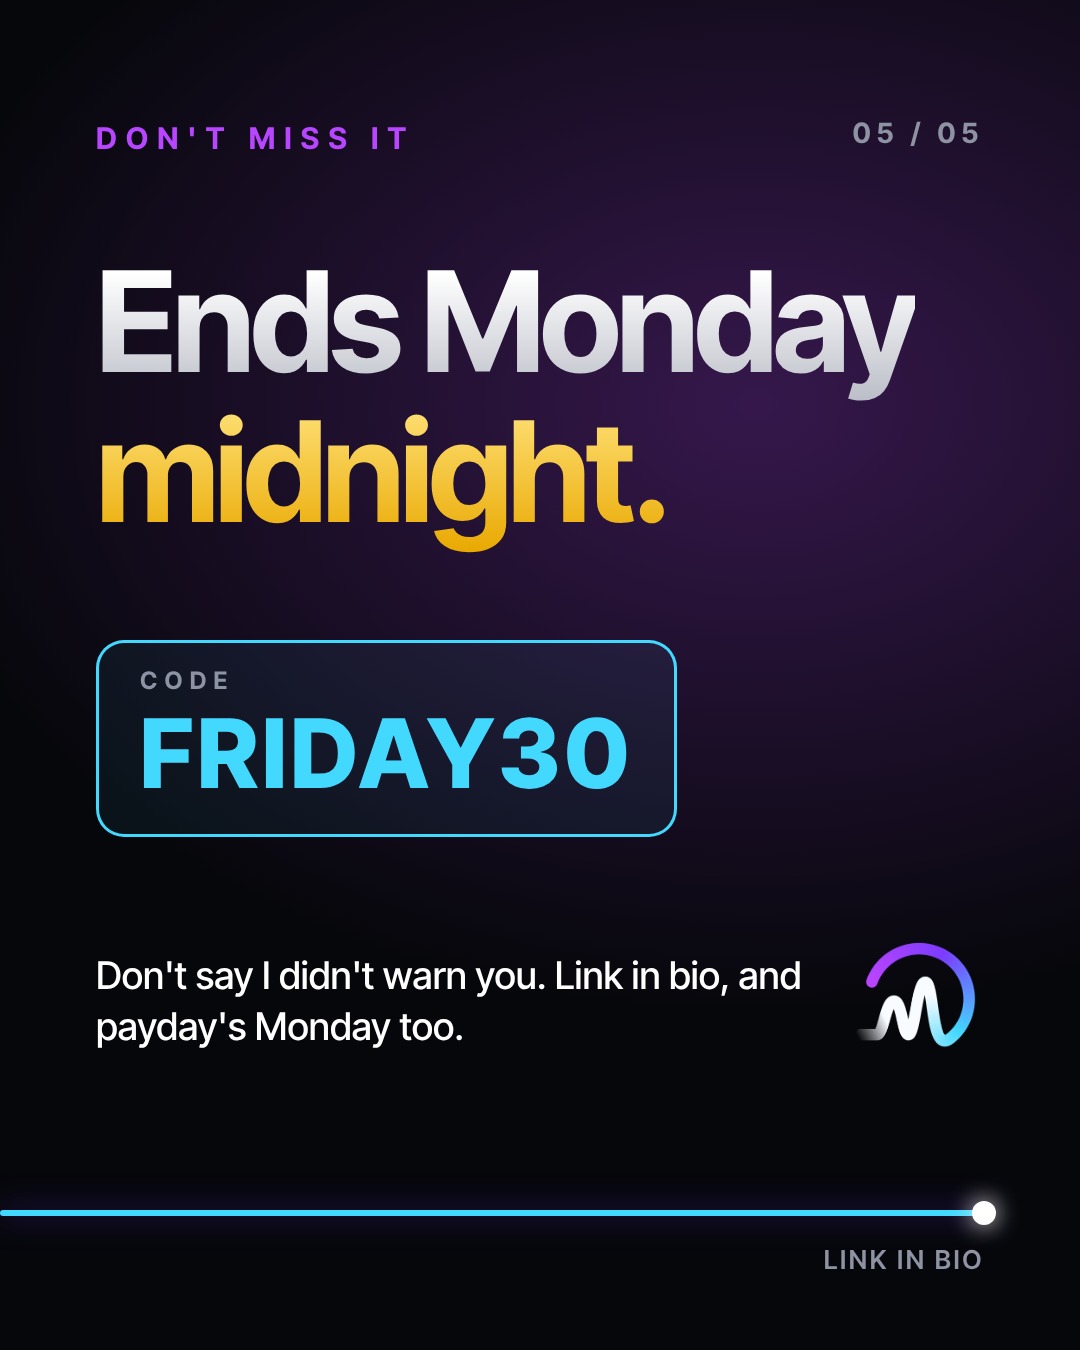 DON'T MISS IT
05 / 05
Ends Monday
midnight.
CODE
FRIDAY30
Don't say I didn't warn you. Link in bio, and
payday's Monday too.
LINK IN BIO